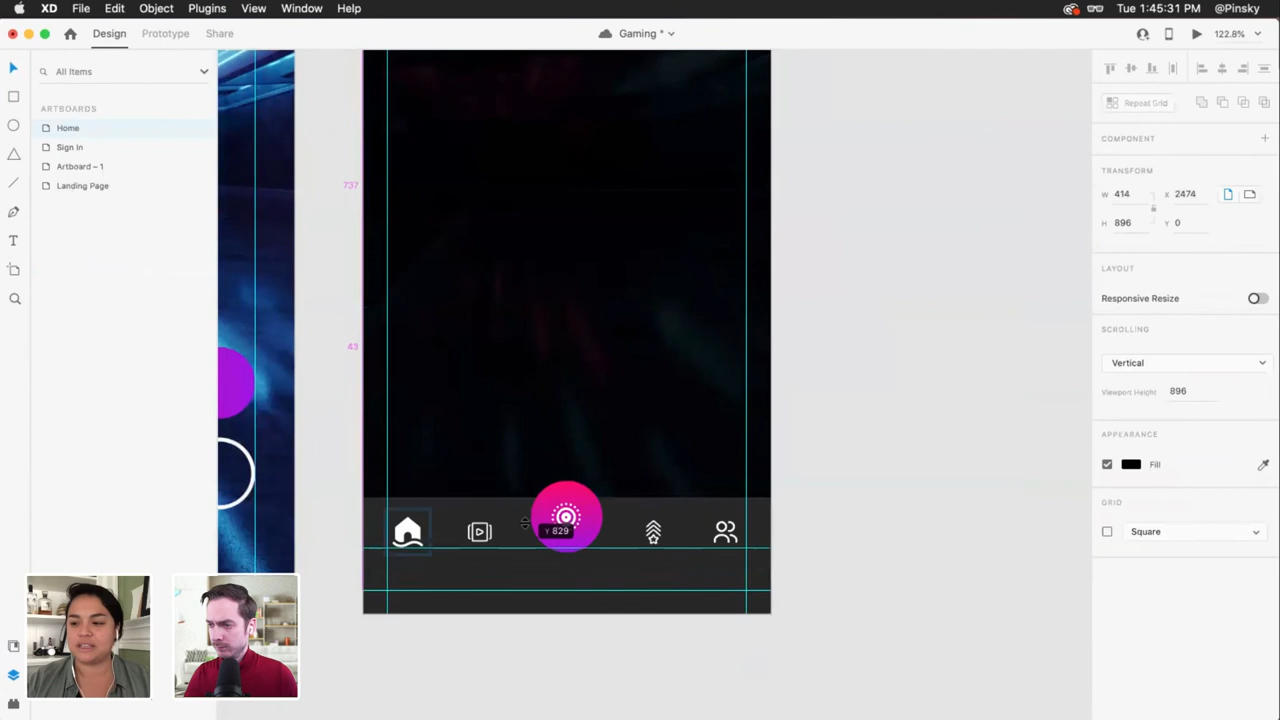 XD File Edit Object Plugins View Window Help Tue 1:45:31 PM @Pinsky
Design Prototype Share Gaming * 122.8%
All Items
ARTBOARDS
Home
Sign In
Artboard – 1
Landing Page
737
43
Y 829
Repeat Grid
COMPONENT
TRANSFORM
W 414 X 2474
H 896 Y 0
LAYOUT
Responsive Resize
SCROLLING
Vertical
Viewport Height 896
APPEARANCE
Fill
GRID
Square